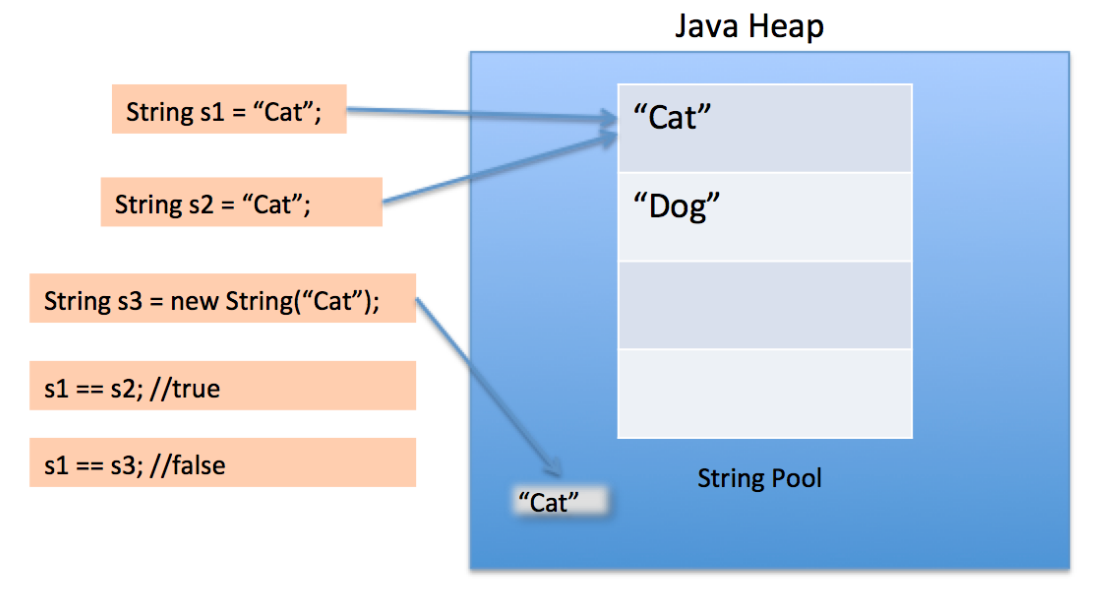 Java Heap
String s1 = “Cat”;
String s2 = “Cat”;
String s3 = new String(“Cat”);
s1 == s2; //true
s1 == s3; //false
“Cat”
“Dog”
String Pool
“Cat”